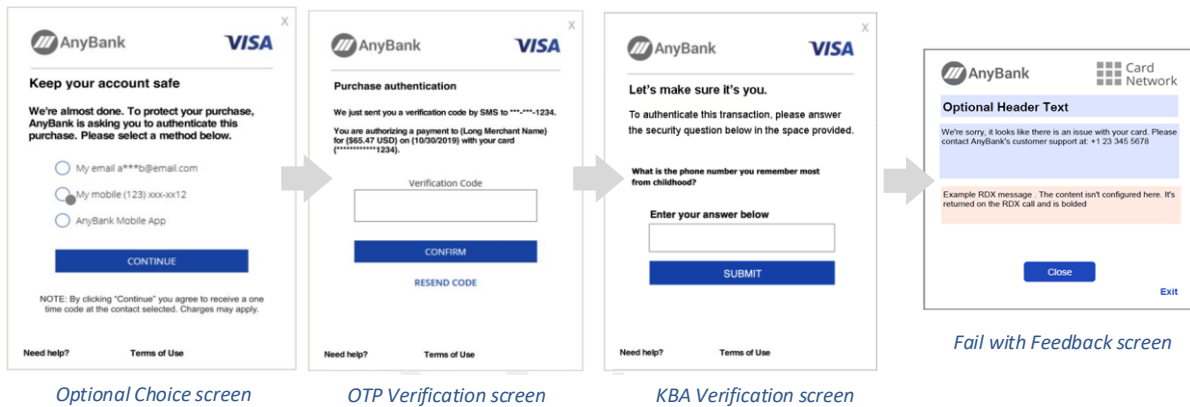 X
AnyBank
VISA
Keep your account safe
We're almost done. To protect your purchase,
AnyBank is asking you to authenticate this
purchase. Please select a method below.
My email a***b@email.com
My mobile (123) xxx-xx12
AnyBank Mobile App
CONTINUE
NOTE: By clicking "Continue" you agree to receive a one
time code at the contact selected. Charges may apply.
Need help?
Terms of Use
Optional Choice screen
X
AnyBank
VISA
Purchase authentication
We just sent you a verification code by SMS to ***-***-1234.
You are authorizing a payment to {Long Merchant Name}
for {$65.47 USD} on {10/30/2019} with your card
{************1234}.
Verification Code
CONFIRM
RESEND CODE
Need help?
Terms of Use
OTP Verification screen
X
AnyBank
VISA
Let's make sure it's you.
To authenticate this transaction, please answer
the security question below in the space provided.
What is the phone number you remember most
from childhood?
Enter your answer below
SUBMIT
Need help?
Terms of Use
KBA Verification screen
AnyBank
Card
Network
Optional Header Text
We're sorry, it looks like there is an issue with your card. Please
contact AnyBank's customer support at: +1 23 345 5678
Example RDX message . The content isn't configured here. It's
returned on the RDX call and is bolded
Close
Exit
Fail with Feedback screen